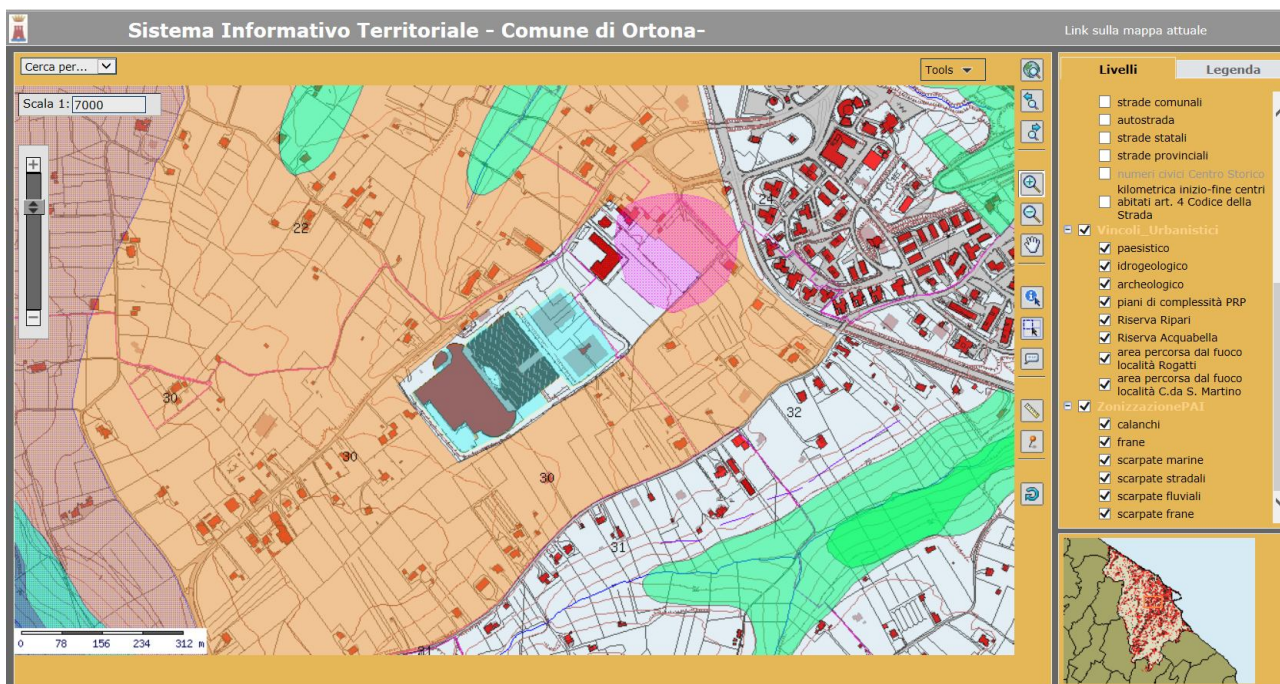 Sistema Informativo Territoriale - Comune di Ortona-
Link sulla mappa attuale
Cerca per...
Tools
Scala 1: 7000
Livelli
Legenda
strade comunali
autostrada
strade statali
strade provinciali
numeri civici Centro Storico
kilometrica inizio-fine centri
abitati art. 4 Codice della
Strada
Vincoli_Urbanistici
paesistico
idrogeologico
archeologico
piani di complessità PRP
Riserva Ripari
Riserva Acquabella
area percorsa dal fuoco
località Rogatti
area percorsa dal fuoco
località C.da S. Martino
ZonizzazionePAI
calanchi
frane
scarpate marine
scarpate stradali
scarpate fluviali
scarpate frane
22
24
30
32
30
30
31
31
0 78 156 234 312 m